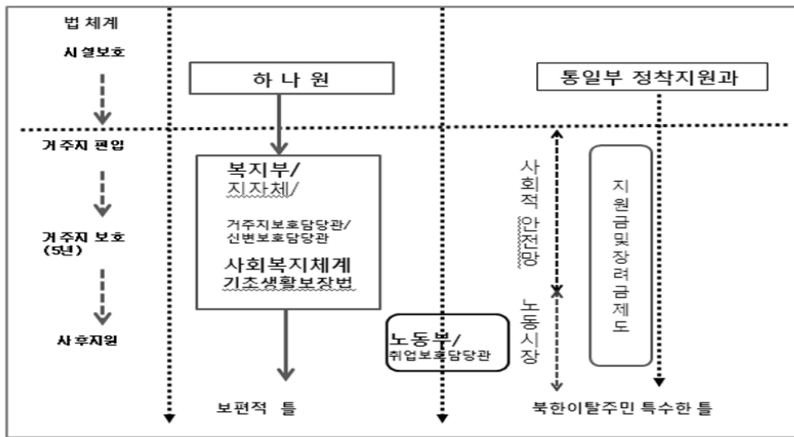 법 체계
시설보호
거주지 편입
거주지 보호
(5년)
사후지원
하 나 원
복지부/
지자체/
거주지보호담당관/
신변보호담당관
사회복지체계
기초생활보장법
노동부/
취업보호담당관
보편적 틀
통일부 정착지원과
사회적 안전망
노동시장
지원금및장려금제도
북한이탈주민 특수한 틀